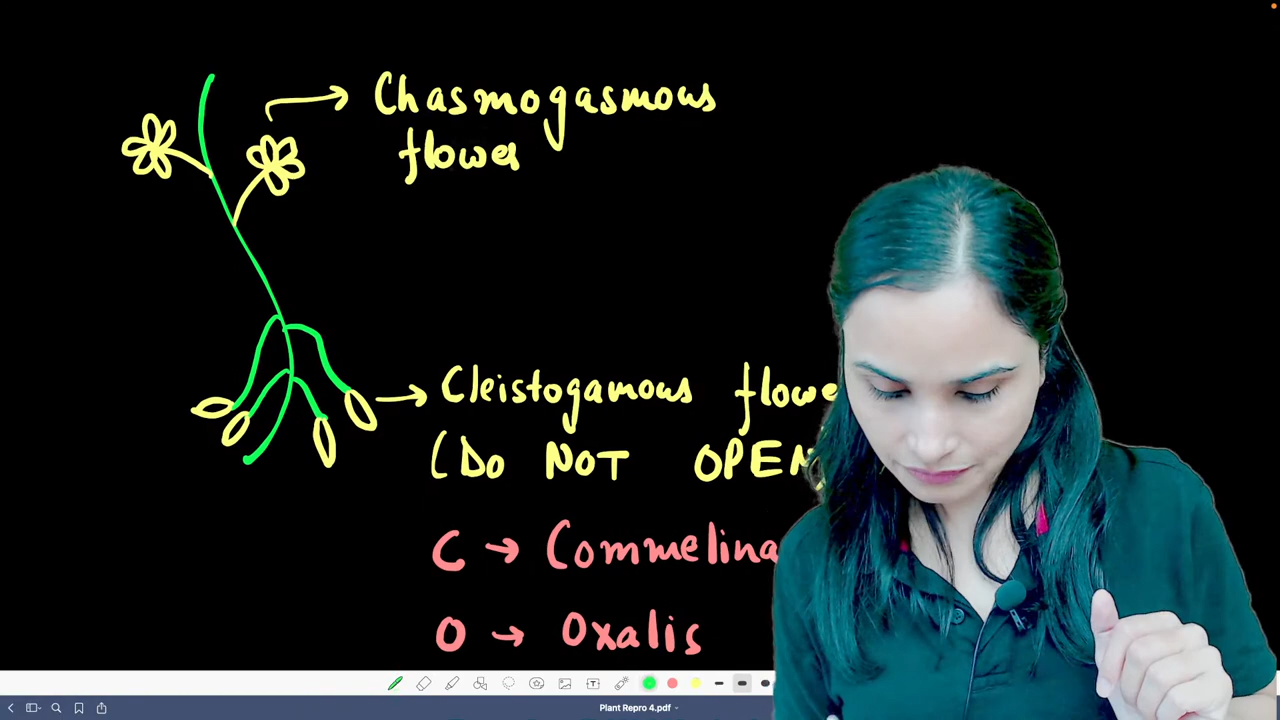 → Chasmogasmous
flower
→ Cleistogamous flowe
(Do NOT OPEN
C → Commelina
O → Oxalis
Plant Repro 4.pdf